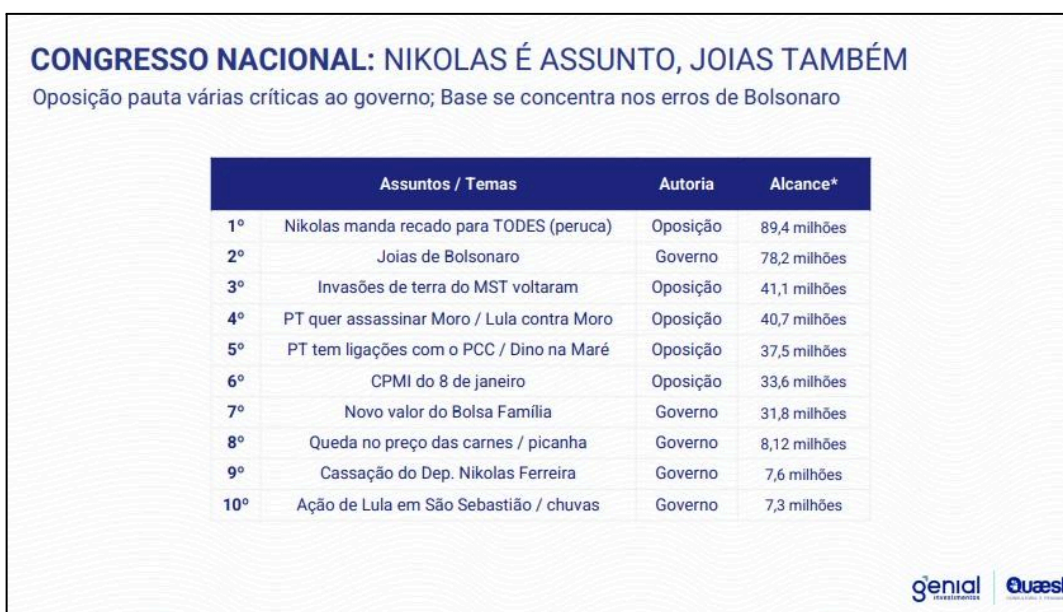 CONGRESSO NACIONAL: NIKOLAS É ASSUNTO, JOIAS TAMBÉM
Oposição pauta várias críticas ao governo; Base se concentra nos erros de Bolsonaro
Assuntos / Temas Autoria Alcance*
1º Nikolas manda recado para TODES (peruca) Oposição 89,4 milhões
2º Joias de Bolsonaro Governo 78,2 milhões
3º Invasões de terra do MST voltaram Oposição 41,1 milhões
4º PT quer assassinar Moro / Lula contra Moro Oposição 40,7 milhões
5º PT tem ligações com o PCC / Dino na Maré Oposição 37,5 milhões
6º CPMI do 8 de janeiro Oposição 33,6 milhões
7º Novo valor do Bolsa Família Governo 31,8 milhões
8º Queda no preço das carnes / picanha Governo 8,12 milhões
9º Cassação do Dep. Nikolas Ferreira Governo 7,6 milhões
10º Ação de Lula em São Sebastião / chuvas Governo 7,3 milhões
genial
investimentos